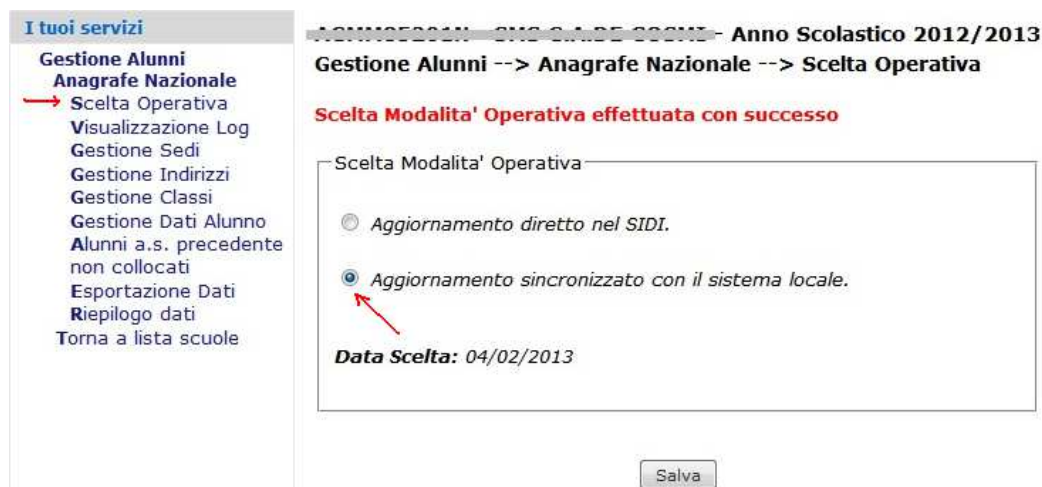 I tuoi servizi
Gestione Alunni
Anagrafe Nazionale
Scelta Operativa
Visualizzazione Log
Gestione Sedi
Gestione Indirizzi
Gestione Classi
Gestione Dati Alunno
Alunni a.s. precedente
non collocati
Esportazione Dati
Riepilogo dati
Torna a lista scuole
- Anno Scolastico 2012/2013
Gestione Alunni --> Anagrafe Nazionale --> Scelta Operativa
Scelta Modalita' Operativa effettuata con successo
Scelta Modalita' Operativa
Aggiornamento diretto nel SIDI.
Aggiornamento sincronizzato con il sistema locale.
Data Scelta: 04/02/2013
Salva